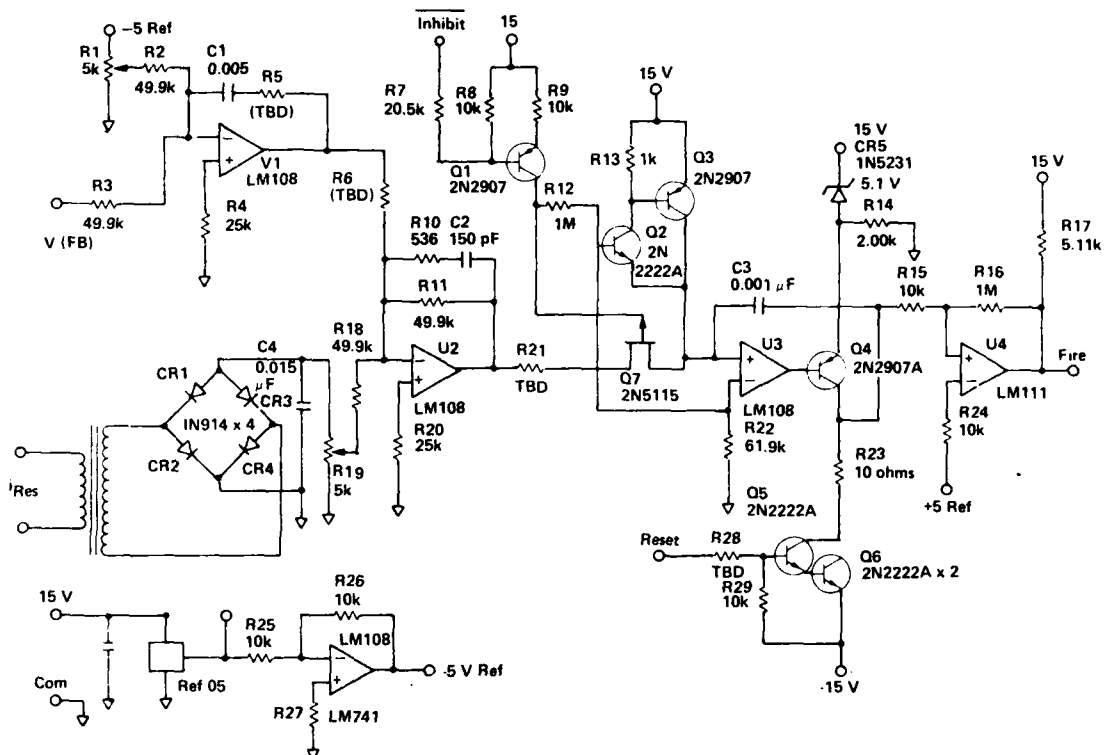 -5 Ref
R1
5k
R2
49.9k
C1
0.005
R5
(TBD)
V1
LM108
R3
49.9k
V (FB)
R4
25k
R6
(TBD)
Inhibit
15
R7
20.5k
R8
10k
R9
10k
Q1
2N2907
R12
1M
15 V
R13
1k
Q3
2N2907
Q2
2N
2222A
15 V
CR5
1N5231
5.1 V
R14
2.00k
15 V
R17
5.11k
R10
536
C2
150 pF
R11
49.9k
C3
0.001 μF
R15
10k
R16
1M
R18
49.9k
U2
LM108
R20
25k
R21
TBD
Q7
2N5115
U3
LM108
Q4
2N2907A
U4
LM111
Fire
R22
61.9k
R24
10k
+5 Ref
R23
10 ohms
C4
0.015
μF
CR1
CR3
IN914 x 4
CR2
CR4
R19
5k
Res
Q5
2N2222A
Reset
R28
TBD
R29
10k
Q6
2N2222A x 2
-15 V
15 V
Com
Ref 05
R25
10k
R26
10k
LM108
LM741
R27
-5 V Ref